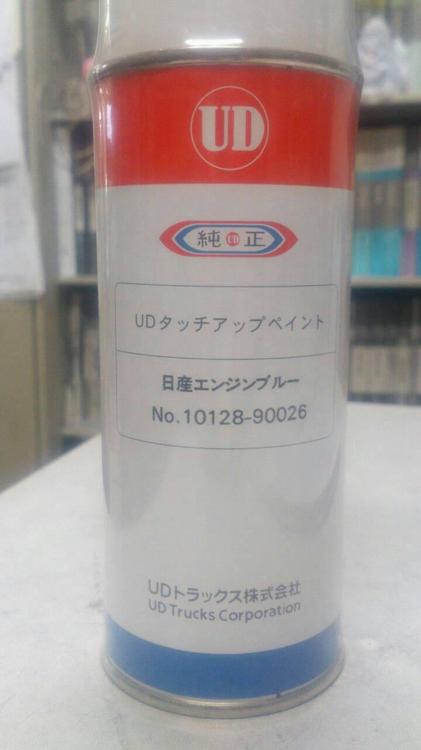 UD
純 UD 正
UDタッチアップペイント
日産エンジンブルー
No.10128-90026
UDトラックス株式会社
UD Trucks Corporation